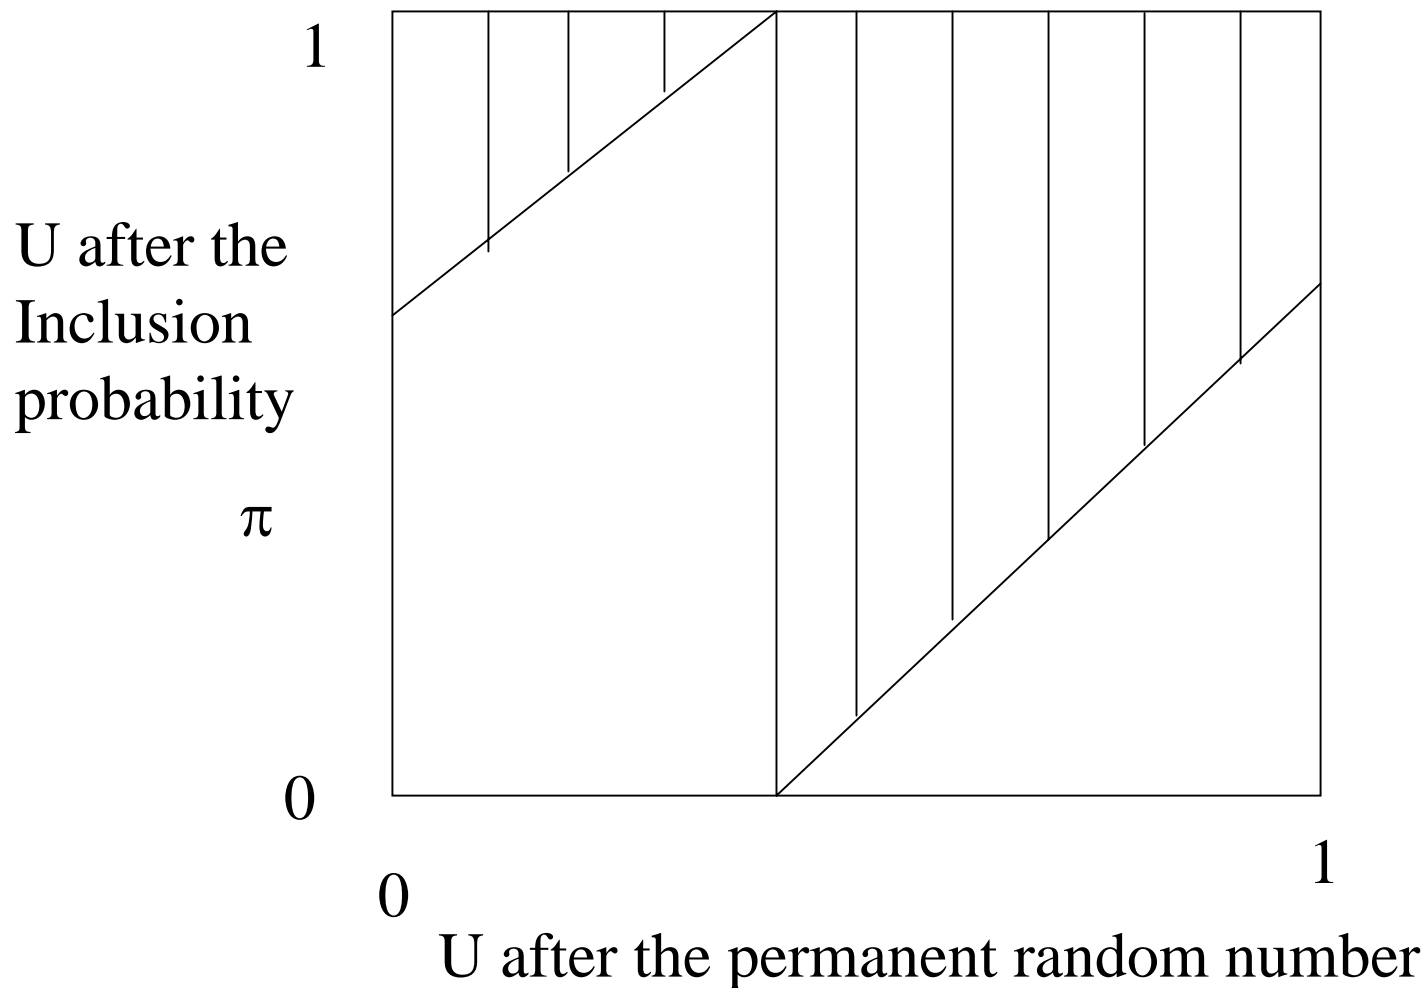 1
U after the
Inclusion
probability
π
0
1
0
U after the permanent random number